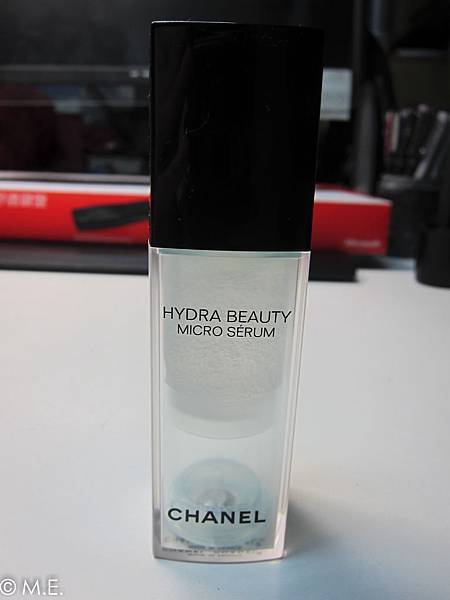 HYDRA BEAUTY
MICRO SÉRUM
CHANEL
© M.E.